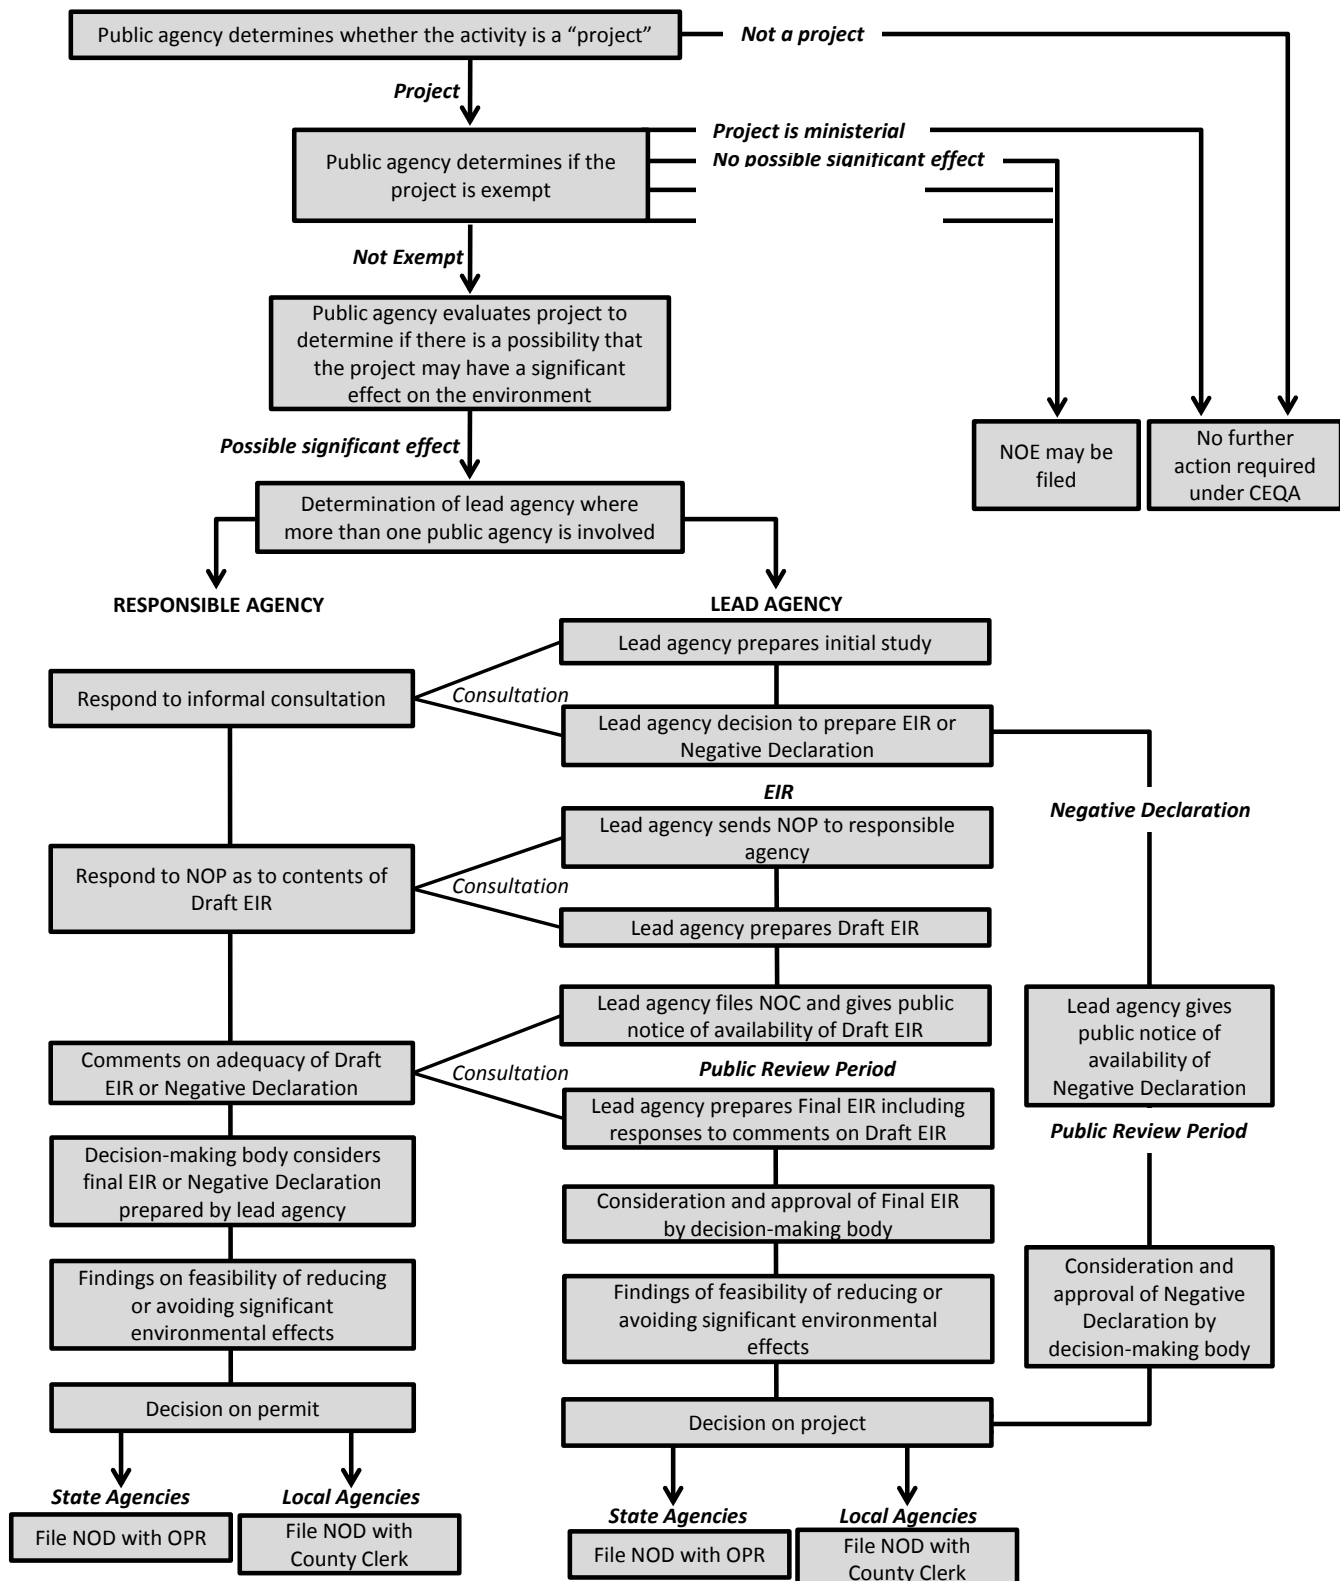 Public agency determines whether the activity is a “project”
Not a project
Project
Project is ministerial
No possible significant effect
Public agency determines if the
project is exempt
Not Exempt
Public agency evaluates project to
determine if there is a possibility that
the project may have a significant
effect on the environment
NOE may be
filed
No further
action required
under CEQA
Possible significant effect
Determination of lead agency where
more than one public agency is involved
RESPONSIBLE AGENCY
LEAD AGENCY
Lead agency prepares initial study
Respond to informal consultation
Consultation
Lead agency decision to prepare EIR or
Negative Declaration
EIR
Negative Declaration
Lead agency sends NOP to responsible
agency
Respond to NOP as to contents of
Draft EIR
Consultation
Lead agency prepares Draft EIR
Lead agency files NOC and gives public
notice of availability of Draft EIR
Lead agency gives
public notice of
availability of
Negative Declaration
Comments on adequacy of Draft
EIR or Negative Declaration
Consultation
Public Review Period
Lead agency prepares Final EIR including
responses to comments on Draft EIR
Public Review Period
Decision-making body considers
final EIR or Negative Declaration
prepared by lead agency
Consideration and approval of Final EIR
by decision-making body
Findings on feasibility of reducing
or avoiding significant
environmental effects
Findings of feasibility of reducing or
avoiding significant environmental
effects
Consideration and
approval of Negative
Declaration by
decision-making body
Decision on permit
Decision on project
State Agencies
Local Agencies
File NOD with OPR
File NOD with
County Clerk
State Agencies
Local Agencies
File NOD with OPR
File NOD with
County Clerk